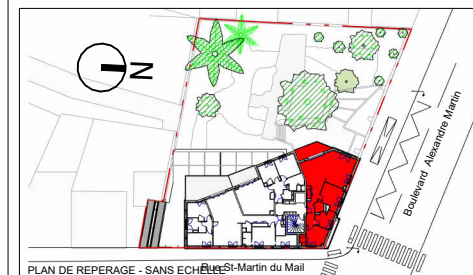 N
Boulevard Alexandre Martin
PLAN DE REPERAGE - SANS ECHELLE
Rue St-Martin du Mail